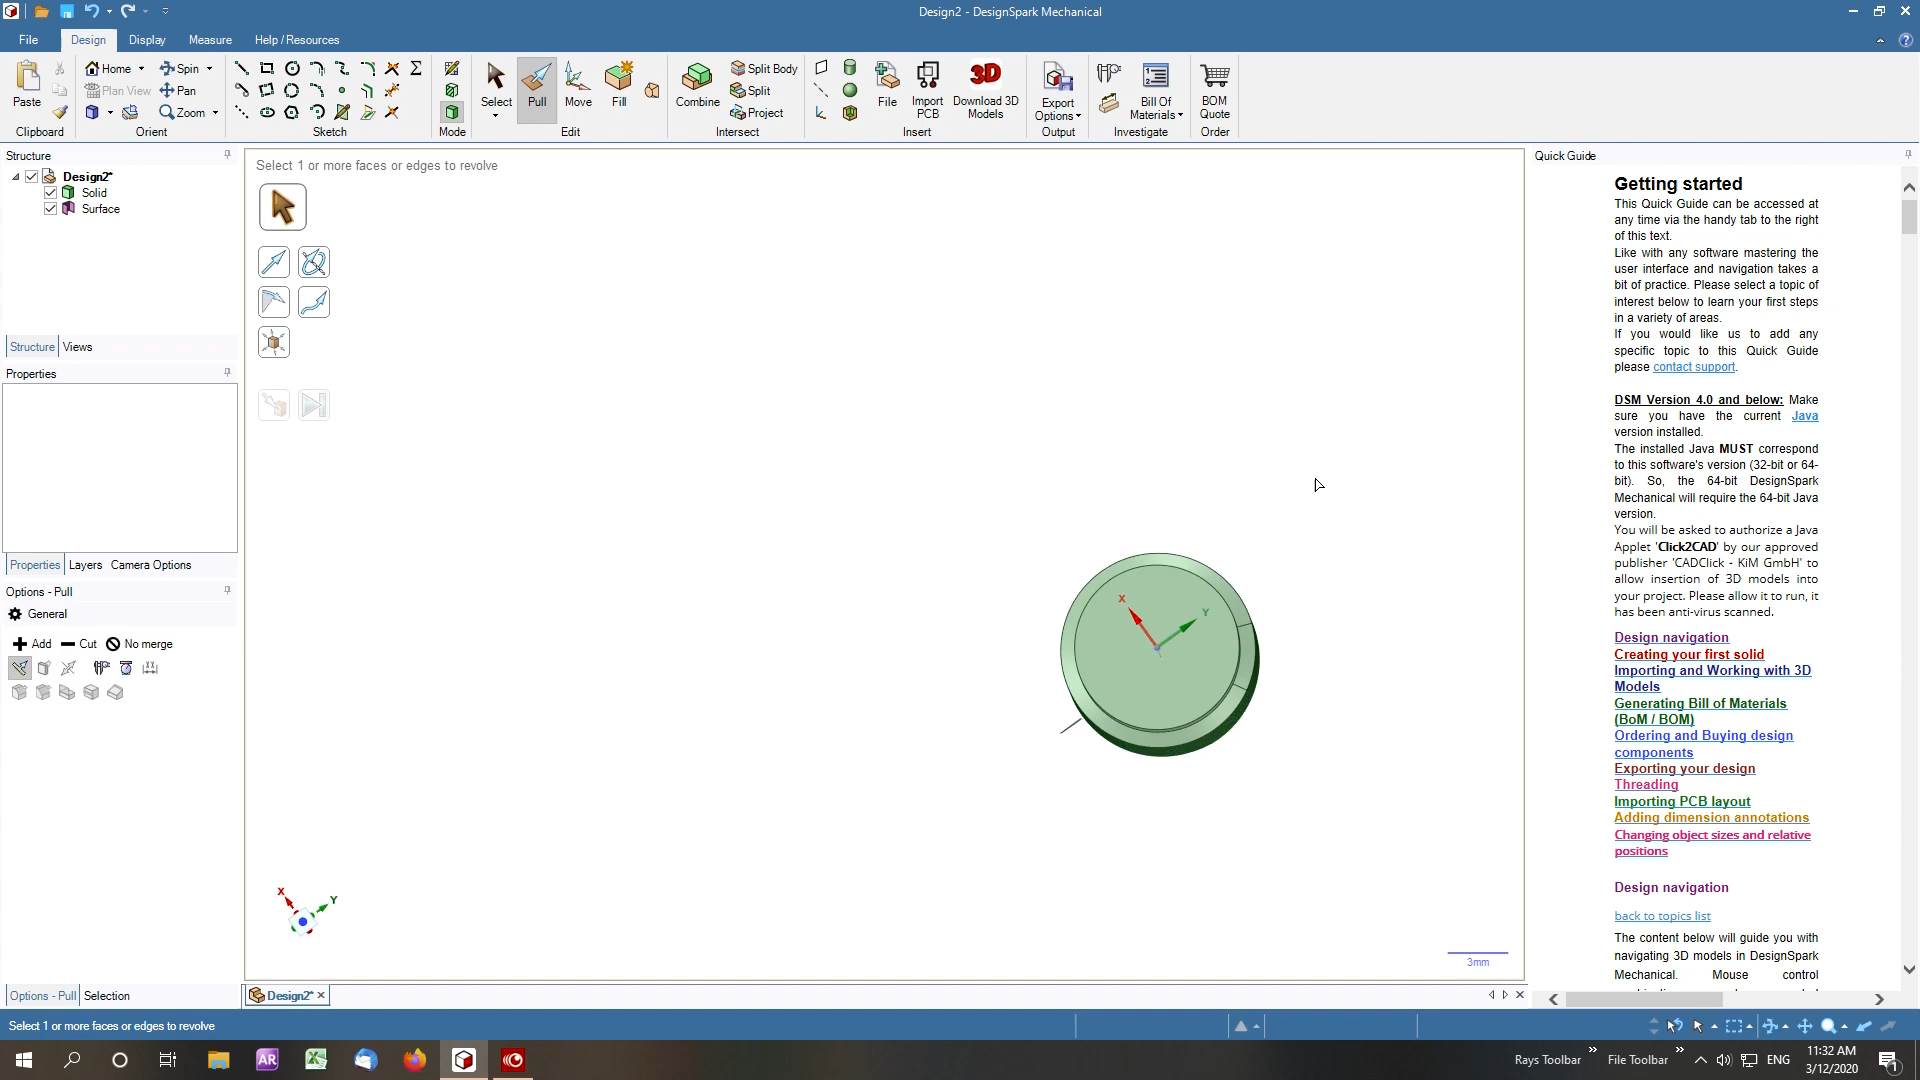 Design2 - DesignSpark Mechanical
File
Design
Display
Measure
Help / Resources
Paste
Clipboard
Home
Spin
Plan View
Pan
Zoom
Orient
Sketch
Mode
Select
Pull
Move
Fill
Edit
Combine
Split Body
Split
Project
Intersect
File
Import
PCB
3D
Download 3D
Models
Insert
Export
Options
Output
Bill Of
Materials
Investigate
BOM
Quote
Order
Structure
Design2*
Solid
Surface
Structure
Views
Properties
Properties
Layers
Camera Options
Options - Pull
General
Add
Cut
No merge
Options - Pull
Selection
Select 1 or more faces or edges to revolve
X
Y
X
Y
3mm
Design2*
Quick Guide
Getting started
This Quick Guide can be accessed at
any time via the handy tab to the right
of this text.
Like with any software mastering the
user interface and navigation takes a
bit of practice. Please select a topic of
interest below to learn your first steps
in a variety of areas.
If you would like us to add any
specific topic to this Quick Guide
please contact support.
DSM Version 4.0 and below: Make
sure you have the current Java
version installed.
The installed Java MUST correspond
to this software's version (32-bit or 64-
bit). So, the 64-bit DesignSpark
Mechanical will require the 64-bit Java
version.
You will be asked to authorize a Java
Applet 'Click2CAD' by our approved
publisher 'CADClick - KiM GmbH' to
allow insertion of 3D models into
your project. Please allow it to run, it
has been anti-virus scanned.
Design navigation
Creating your first solid
Importing and Working with 3D
Models
Generating Bill of Materials
(BoM / BOM)
Ordering and Buying design
components
Exporting your design
Threading
Importing PCB layout
Adding dimension annotations
Changing object sizes and relative
positions
Design navigation
back to topics list
The content below will guide you with
navigating 3D models in DesignSpark
Mechanical. Mouse control
Select 1 or more faces or edges to revolve
AR
Rays Toolbar
File Toolbar
ENG
11:32 AM
3/12/2020
1